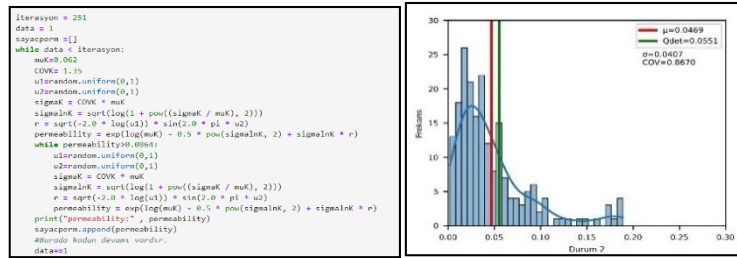 iterasyon = 251
data = 1
sayacperm =[]
while data < iterasyon:
    muK=0.062
    COVK= 1.35
    u1=random.uniform(0,1)
    u2=random.uniform(0,1)
    sigmaK = COVK * muK
    sigmalnK = sqrt(log(1 + pow((sigmaK / muK), 2)))
    r = sqrt(-2.0 * log(u1)) * sin(2.0 * pi * u2)
    permeability = exp(log(muK) - 0.5 * pow(sigmalnK, 2) + sigmalnK * r)
    while permeability>0.0864:
        u1=random.uniform(0,1)
        u2=random.uniform(0,1)
        sigmaK = COVK * muK
        sigmalnK = sqrt(log(1 + pow((sigmaK / muK), 2)))
        r = sqrt(-2.0 * log(u1)) * sin(2.0 * pi * u2)
        permeability = exp(log(muK) - 0.5 * pow(sigmalnK, 2) + sigmalnK * r)
    print("permeability:" , permeability)
    sayacperm.append(permeability)
    #Burada kodun devamı vardır.
    data+=1
30
25
20
15
10
5
0
Frekans
μ=0.0469
Qdet=0.0551
σ=0.0407
COV=0.8670
0.00 0.05 0.10 0.15 0.20 0.25 0.30
Durum 2